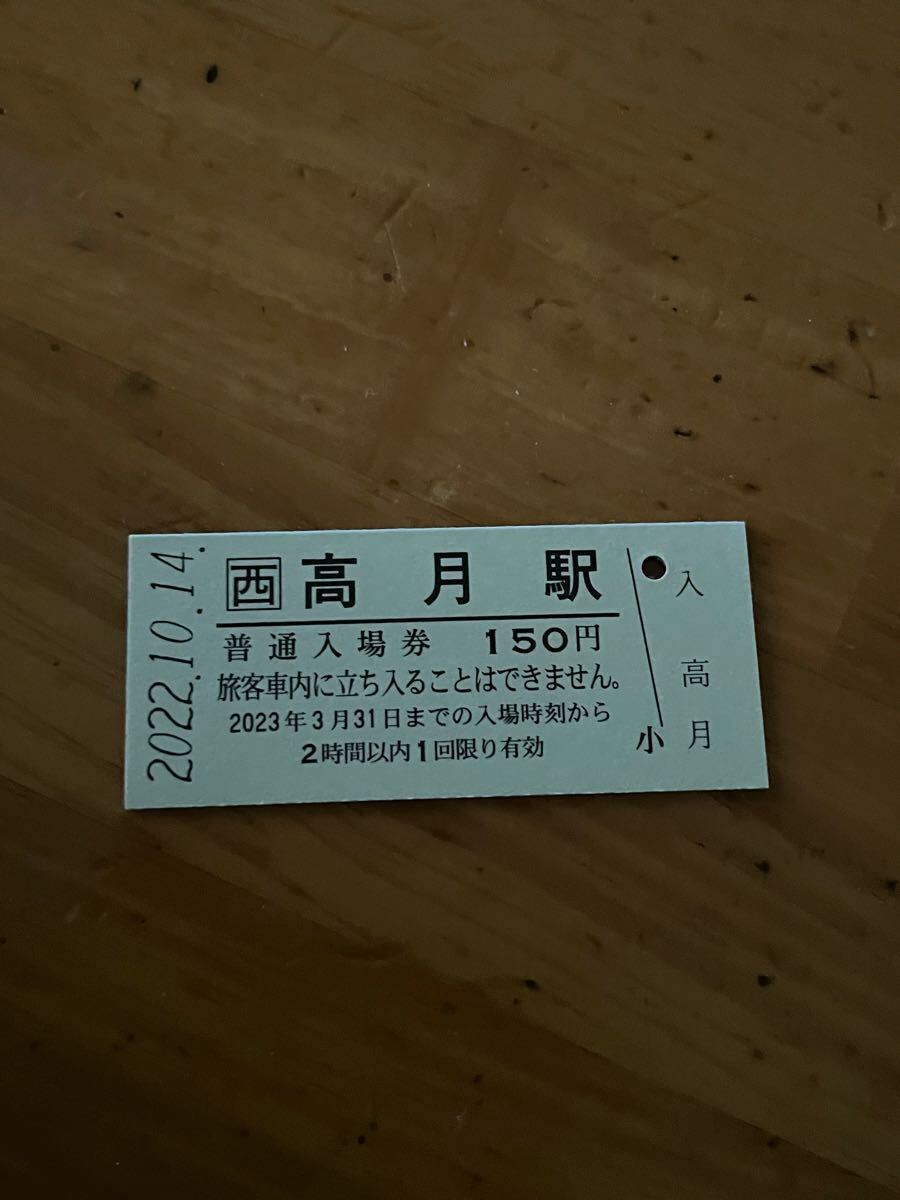 2022.10.14.
西 高月駅
普通入場券 150円
旅客車内に立ち入ることはできません。
2023年3月31日までの入場時刻から
2時間以内1回限り有効
小
入
高月